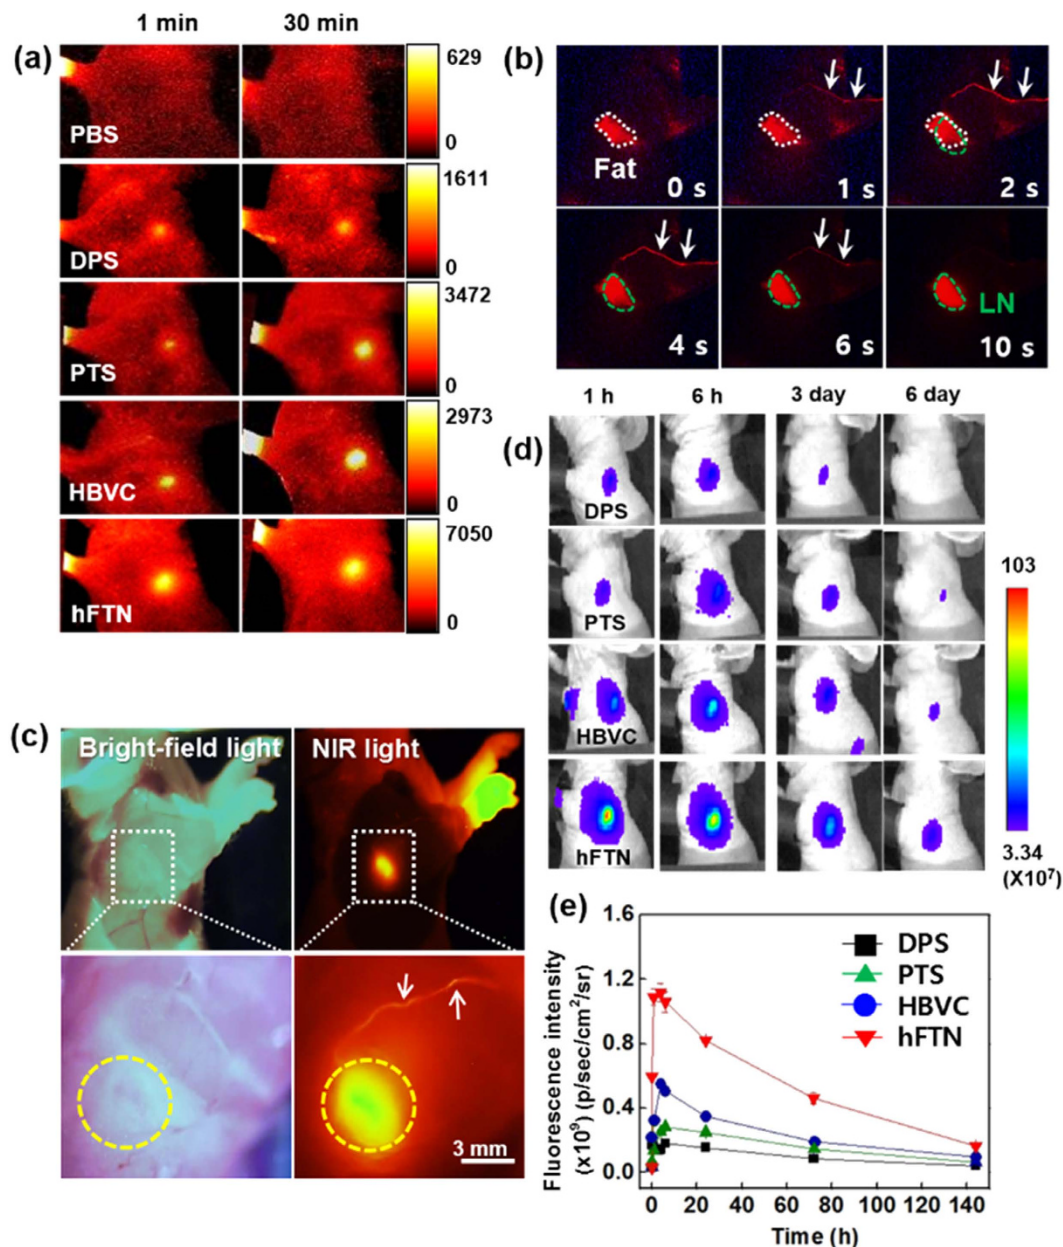 1 min 30 min
(a)
629
PBS
0
1611
DPS
0
3472
PTS
0
2973
HBVC
0
7050
hFTN
0
(b)
Fat
0 s
1 s
2 s
4 s
6 s
LN
10 s
(c)
Bright-field light
NIR light
3 mm
(d)
1 h 6 h 3 day 6 day
DPS
PTS
HBVC
hFTN
103
3.34
(X10⁷)
(e)
Fluorescence intensity
(x10⁹) (p/sec/cm²/sr)
1.6
1.2
0.8
0.4
0.0
DPS
PTS
HBVC
hFTN
0 20 40 60 80 100 120 140
Time (h)